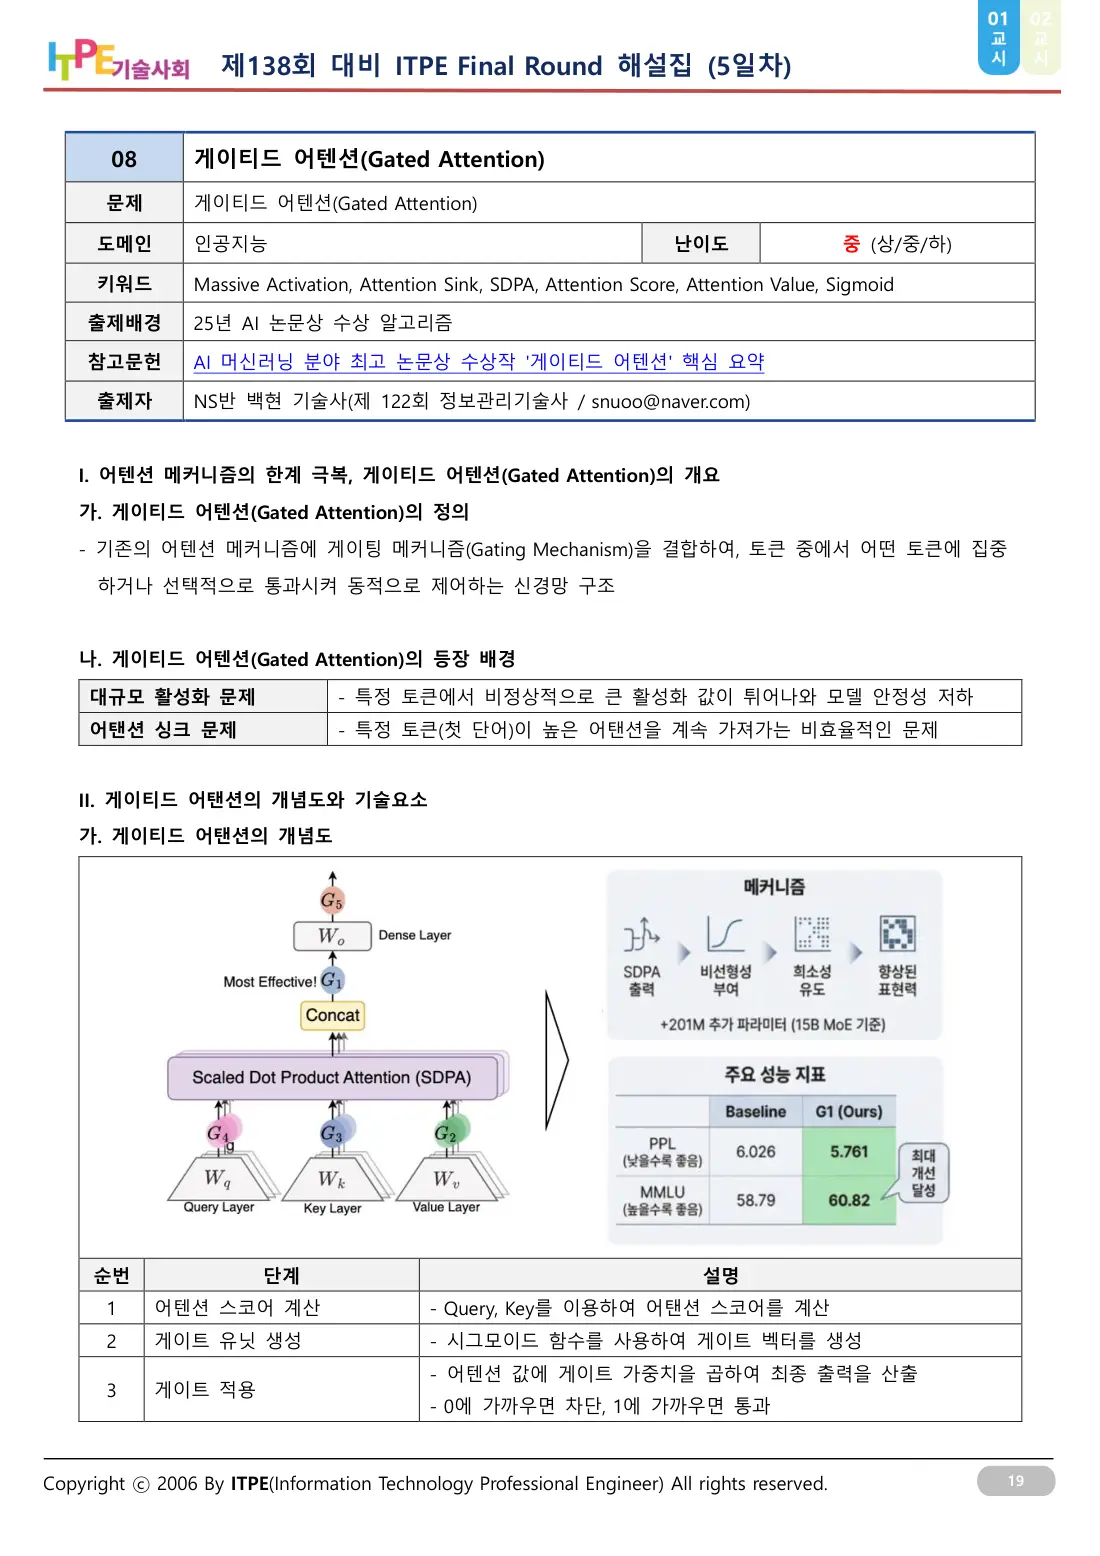 ITPE기술사회 제138회 대비 ITPE Final Round 해설집 (5일차)
01 교 시
02 교 시
08 게이티드 어텐션(Gated Attention)
문제 게이티드 어텐션(Gated Attention)
도메인 인공지능 난이도 중 (상/중/하)
키워드 Massive Activation, Attention Sink, SDPA, Attention Score, Attention Value, Sigmoid
출제배경 25년 AI 논문상 수상 알고리즘
참고문헌 AI 머신러닝 분야 최고 논문상 수상작 '게이티드 어텐션' 핵심 요약
출제자 NS반 백현 기술사(제 122회 정보관리기술사 / snuoo@naver.com)
I. 어텐션 메커니즘의 한계 극복, 게이티드 어텐션(Gated Attention)의 개요
가. 게이티드 어텐션(Gated Attention)의 정의
- 기존의 어텐션 메커니즘에 게이팅 메커니즘(Gating Mechanism)을 결합하여, 토큰 중에서 어떤 토큰에 집중
하거나 선택적으로 통과시켜 동적으로 제어하는 신경망 구조
나. 게이티드 어텐션(Gated Attention)의 등장 배경
대규모 활성화 문제 - 특정 토큰에서 비정상적으로 큰 활성화 값이 튀어나와 모델 안정성 저하
어탠션 싱크 문제 - 특정 토큰(첫 단어)이 높은 어탠션을 계속 가져가는 비효율적인 문제
II. 게이티드 어탠션의 개념도와 기술요소
가. 게이티드 어탠션의 개념도
G5
Wo Dense Layer
Most Effective! G1
Concat
Scaled Dot Product Attention (SDPA)
G4 G3 G2
g
Wq Wk Wv
Query Layer Key Layer Value Layer
메커니즘
SDPA 비선형성 희소성 향상된
출력 부여 유도 표현력
+201M 추가 파라미터 (15B MoE 기준)
주요 성능 지표
Baseline G1 (Ours)
PPL
(낮을수록 좋음) 6.026 5.761
MMLU
(높을수록 좋음) 58.79 60.82
최대
개선
달성
순번 단계 설명
1 어텐션 스코어 계산 - Query, Key를 이용하여 어탠션 스코어를 계산
2 게이트 유닛 생성 - 시그모이드 함수를 사용하여 게이트 벡터를 생성
3 게이트 적용 - 어텐션 값에 게이트 가중치을 곱하여 최종 출력을 산출
- 0에 가까우면 차단, 1에 가까우면 통과
Copyright ⓒ 2006 By ITPE(Information Technology Professional Engineer) All rights reserved. 19